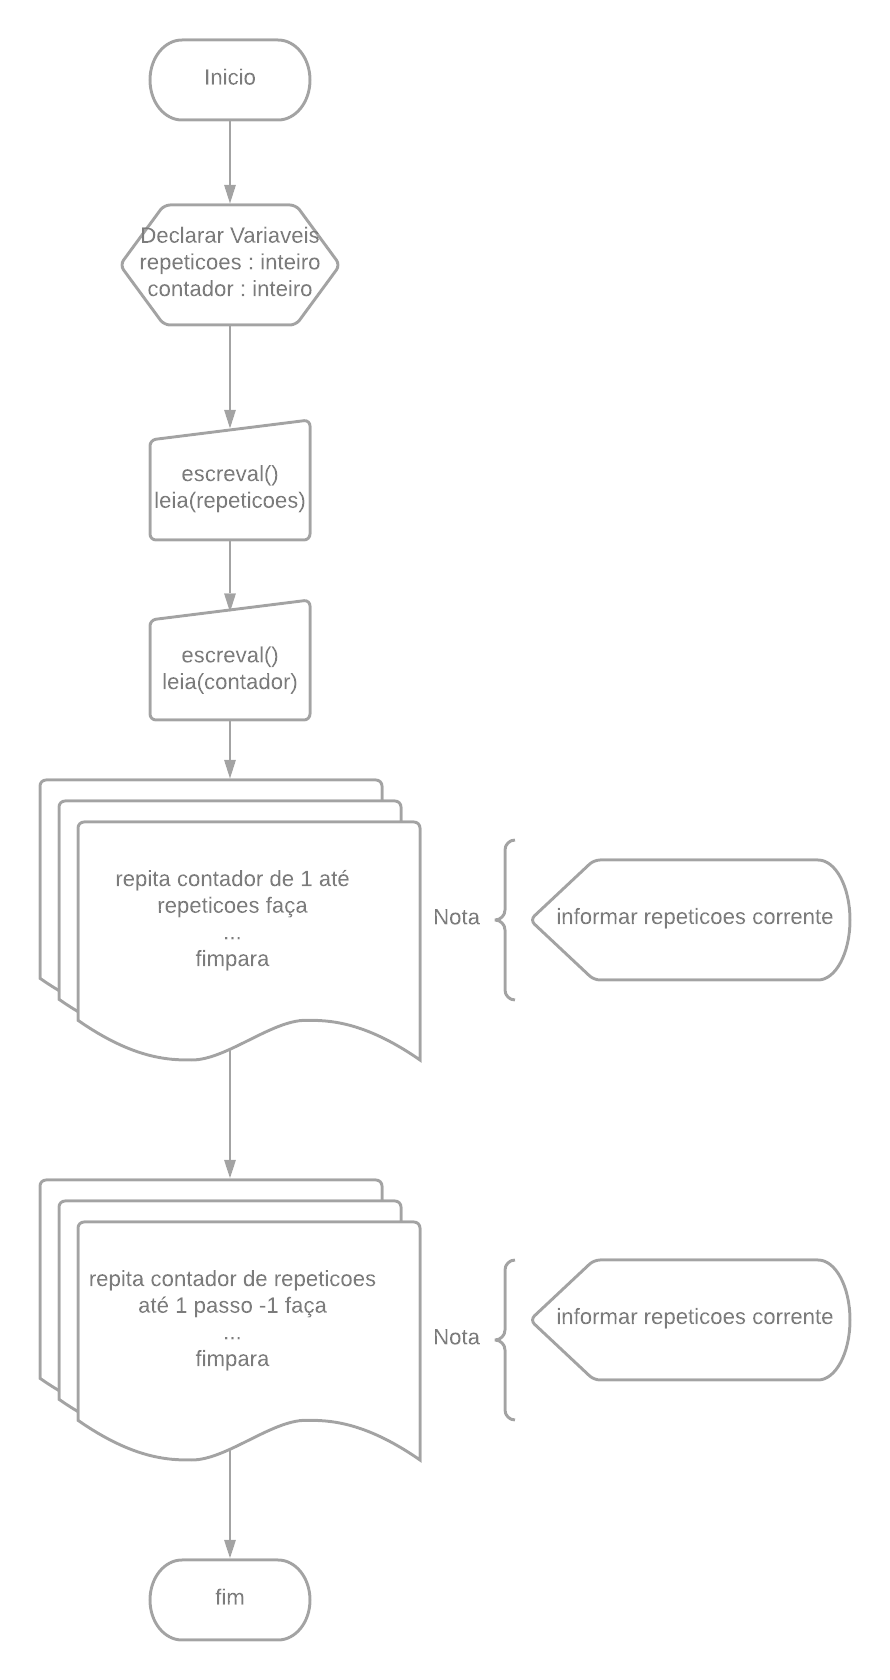 Inicio
Declarar Variaveis
repeticoes : inteiro
contador : inteiro
escreval()
leia(repeticoes)
escreval()
leia(contador)
repita contador de 1 até
repeticoes faça
...
fimpara
Nota
informar repeticoes corrente
repita contador de repeticoes
até 1 passo -1 faça
...
fimpara
Nota
informar repeticoes corrente
fim